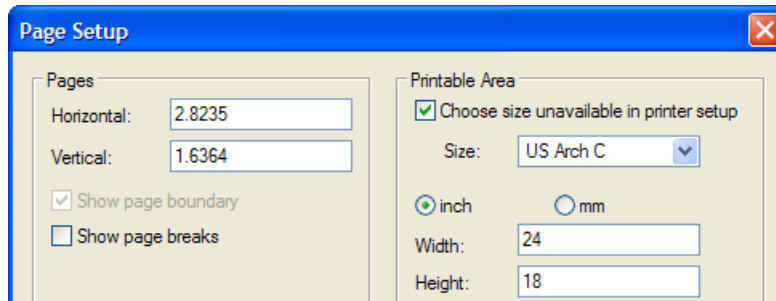 Page Setup
Pages
Horizontal: 2.8235
Vertical: 1.6364
Show page boundary
Show page breaks
Printable Area
Choose size unavailable in printer setup
Size: US Arch C
inch mm
Width: 24
Height: 18